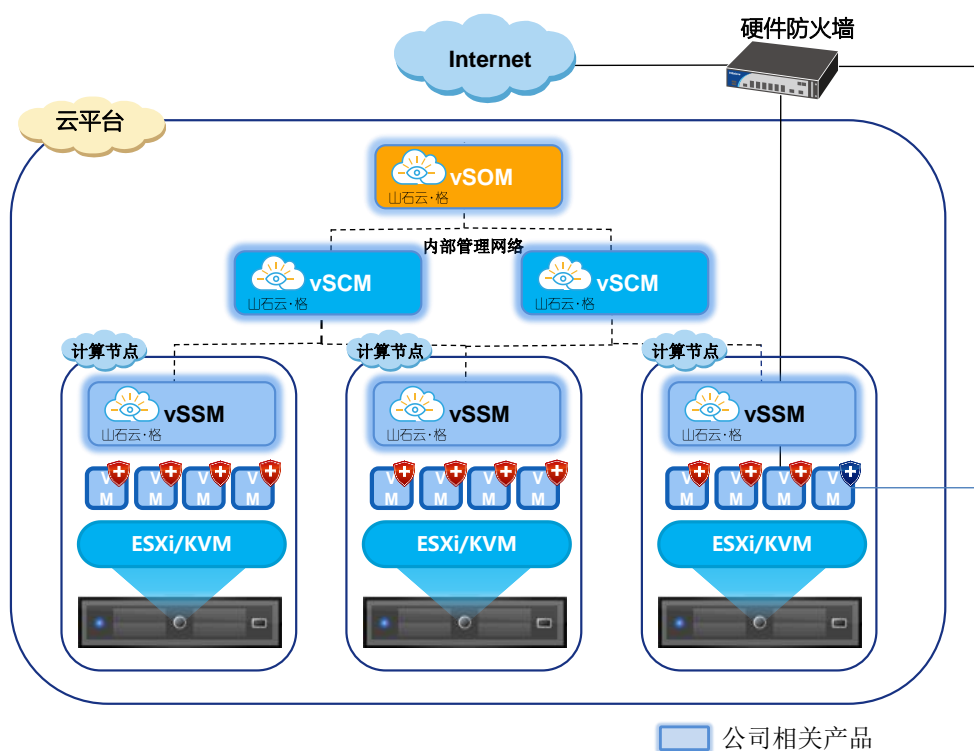 硬件防火墙
Internet
云平台
vSOM
山石云·格
内部管理网络
vSCM
山石云·格
vSCM
山石云·格
计算节点
计算节点
计算节点
vSSM
山石云·格
vSSM
山石云·格
vSSM
山石云·格
VM VM VM VM
VM VM VM VM
VM VM VM VM
ESXi/KVM
ESXi/KVM
ESXi/KVM
公司相关产品